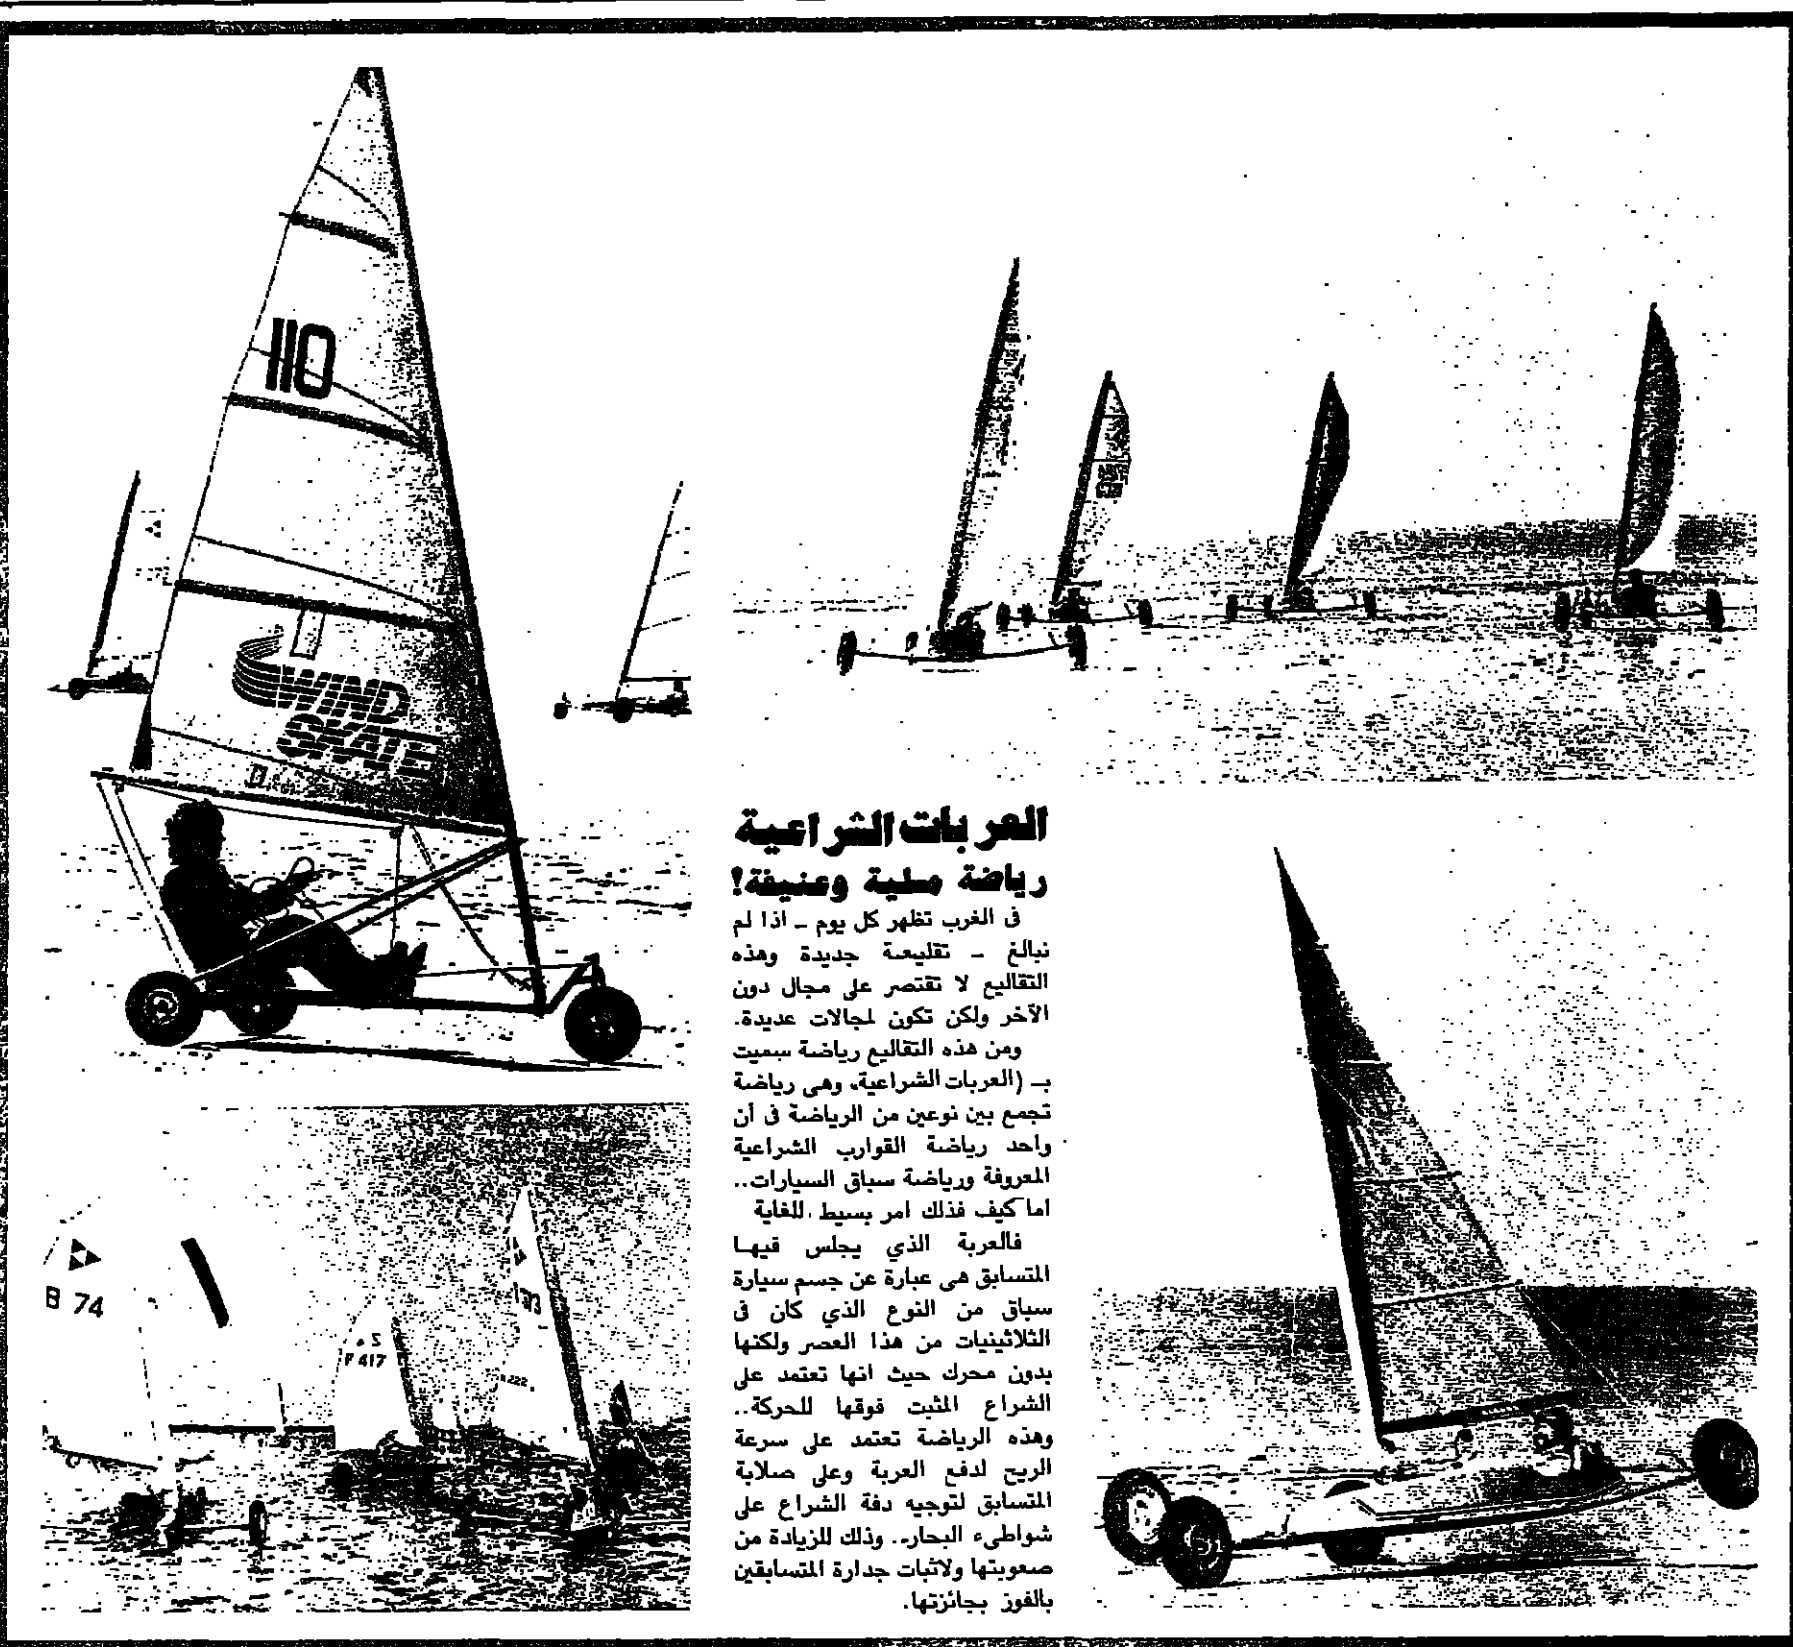 110
WIND
SKATE
العربات الشراعية
رياضة مسلية وعنيفة!
فى الغرب تظهر كل يوم ـ اذا لم
نبالغ ـ تقليعة جديدة وهذه
التقاليع لا تقتصر على مجال دون
الآخر ولكن تكون لمجالات عديدة.
ومن هذه التقاليع رياضة سميت
بـ (العربات الشراعية، وهى رياضة
تجمع بين نوعين من الرياضة فى أن
واحد رياضة القوارب الشراعية
المعروفة ورياضة سباق السيارات..
اما كيف فذلك امر بسيط للغاية
فالعربة الذي يجلس فيها
المتسابق هى عبارة عن جسم سيارة
سباق من النوع الذي كان فى
الثلاثينيات من هذا العصر ولكنها
بدون محرك حيث انها تعتمد على
الشراع المثبت فوقها للحركة..
وهذه الرياضة تعتمد على سرعة
الريح لدفع العربة وعلى صلابة
المتسابق لتوجيه دفة الشراع على
شواطىء البحار.. وذلك للزيادة من
صعوبتها ولاثبات جدارة المتسابقين
بالفوز بجائزتها.
B 74
F 417
222